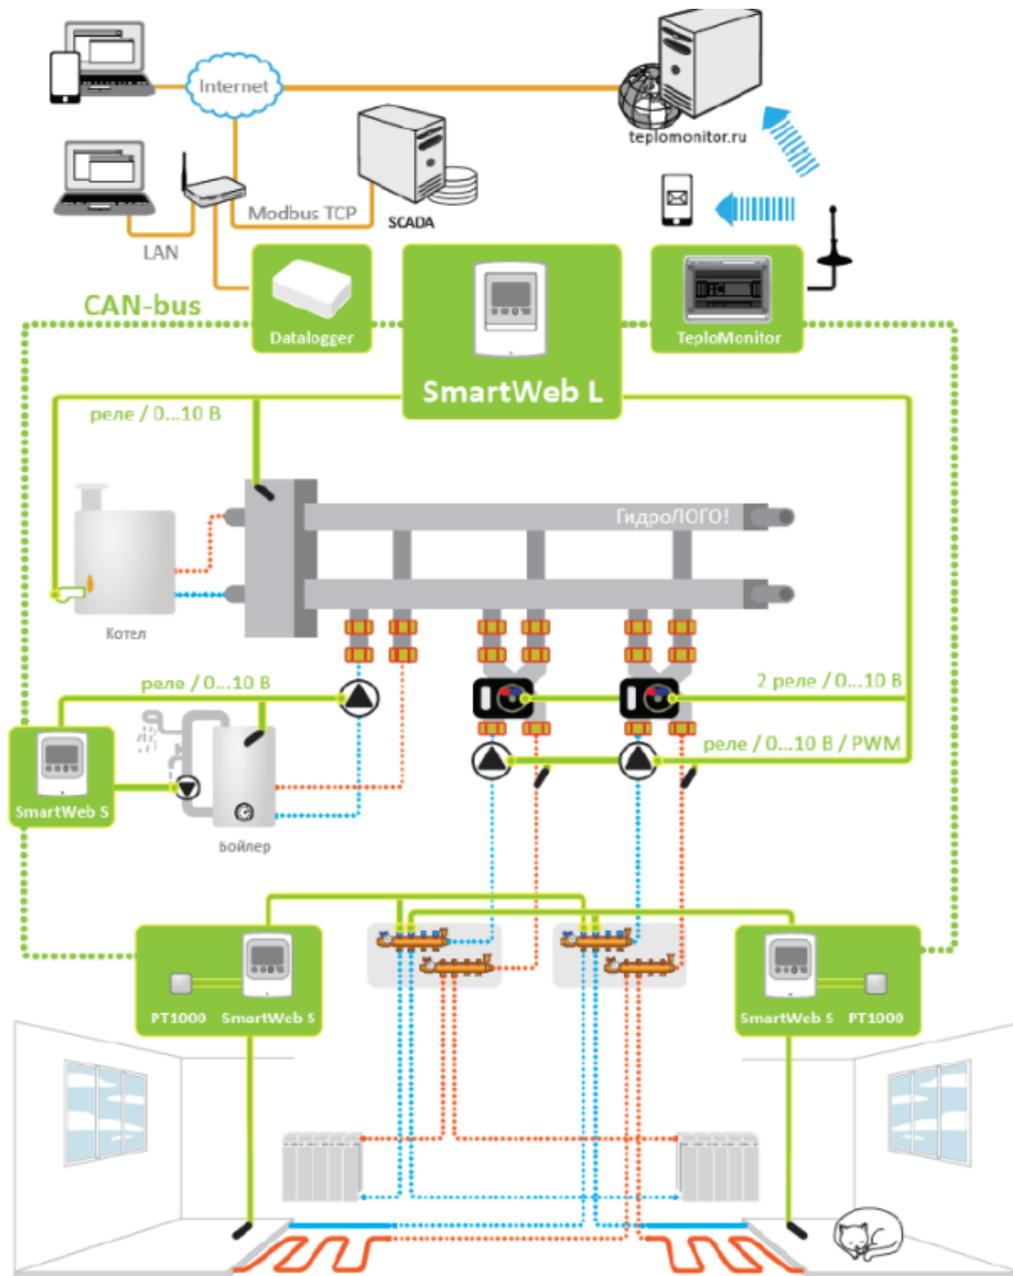 Internet
teplomonitor.ru
Modbus TCP
SCADA
LAN
CAN-bus
Datalogger
SmartWeb L
TeploMonitor
реле / 0...10 В
ГидроЛОГО!
Котел
реле / 0...10 В
2 реле / 0...10 В
реле / 0...10 В / PWM
SmartWeb S
Бойлер
PT1000 SmartWeb S
SmartWeb S PT1000